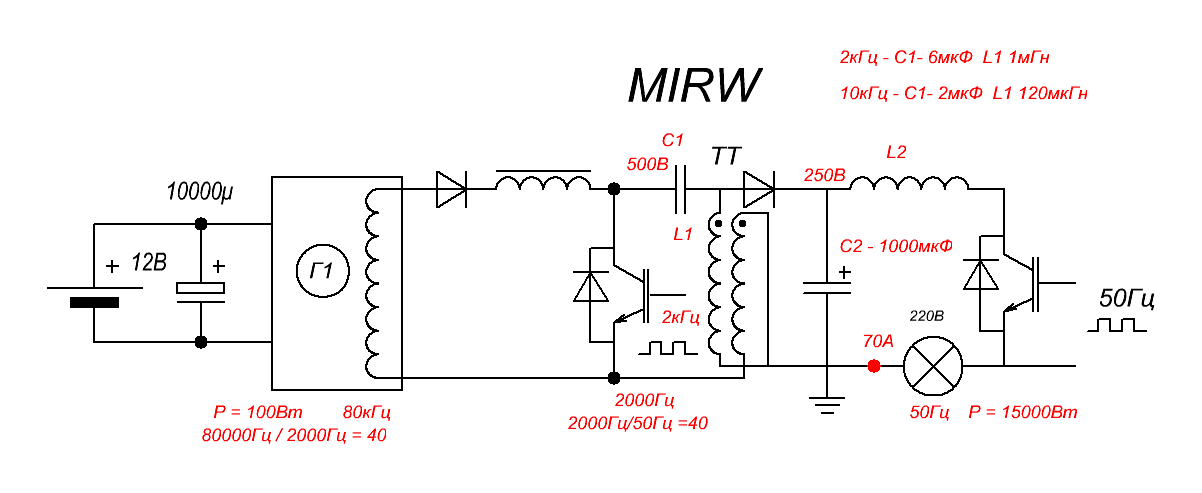 2кГц - С1- 6мкФ L1 1мГн
MIRW
10кГц - С1- 2мкФ L1 120мкГн
C1
500В
TT
L2
10000μ
250В
L1
+ 12В
+
Г1
C2 - 1000мкФ
+
2кГц
220В
50Гц
70А
P = 100Вт 80кГц
80000Гц / 2000Гц = 40
2000Гц
2000Гц/50Гц =40
50Гц P = 15000Вт